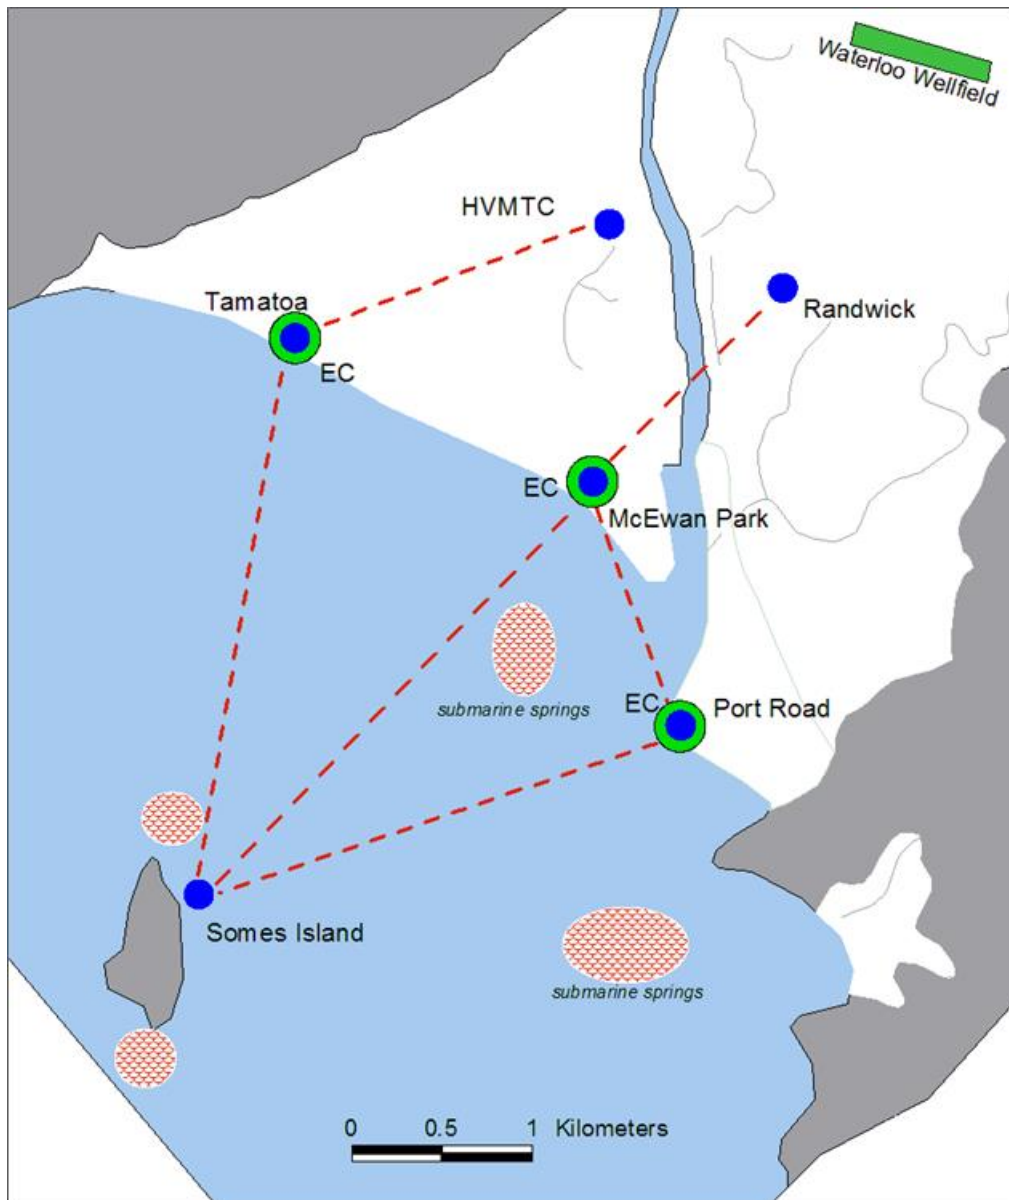 Waterloo Wellfield
HVMTC
Tamatoa
Randwick
EC
EC
McEwan Park
EC
Port Road
submarine springs
Somes Island
submarine springs
0 0.5 1 Kilometers